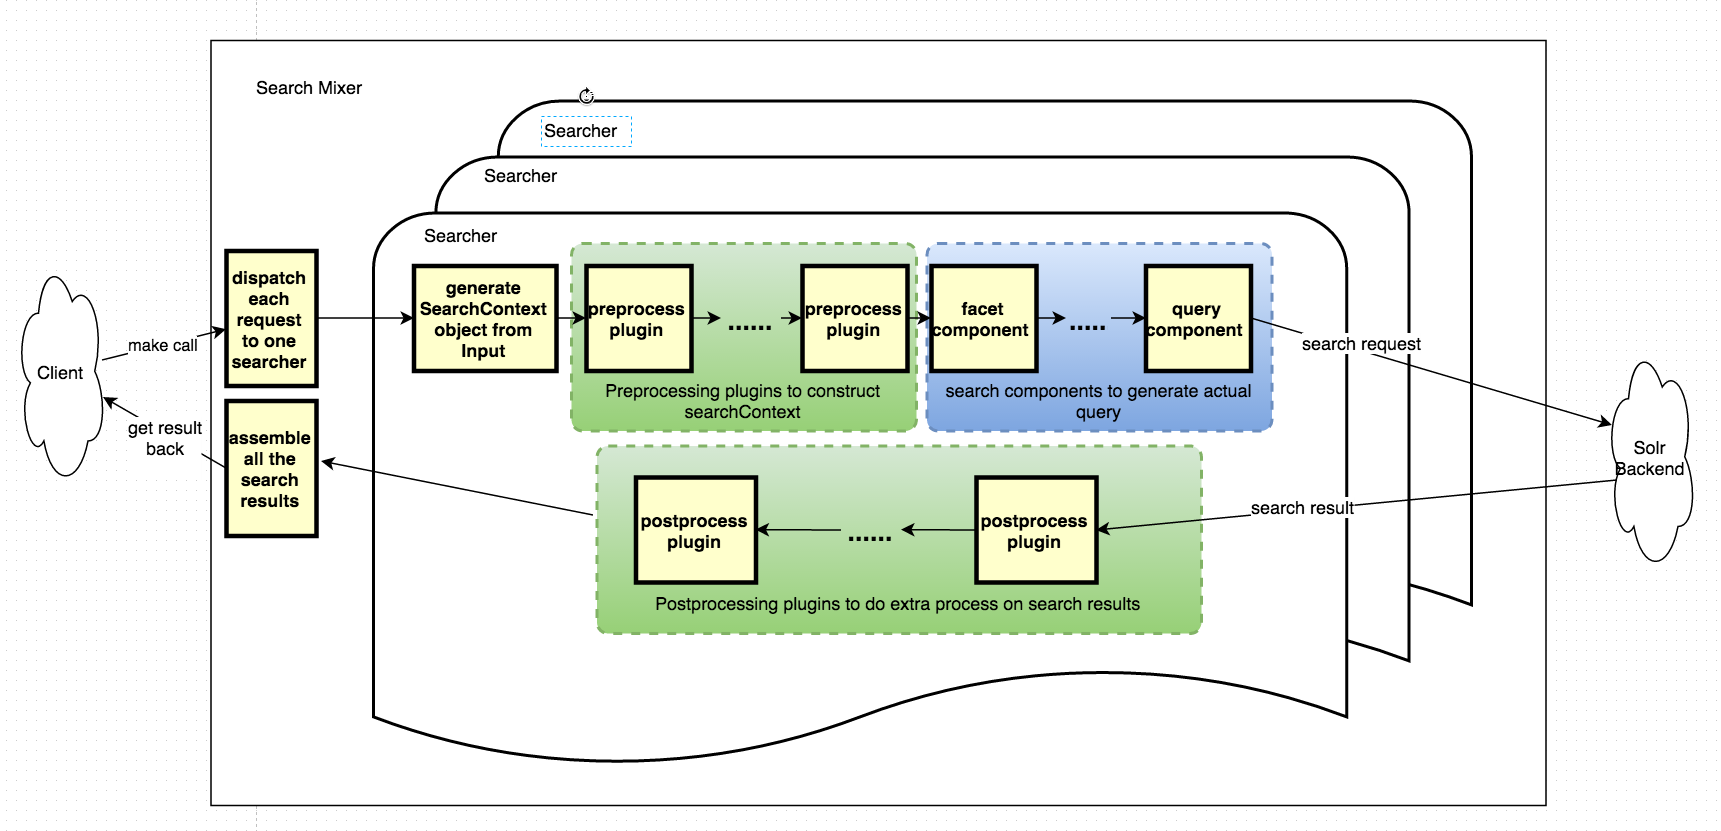 Search Mixer
Searcher
Searcher
Searcher
dispatch
each
request
to one
searcher
generate
SearchContext
object from
Input
preprocess
plugin
......
preprocess
plugin
facet
component
.....
query
component
Preprocessing plugins to construct
searchContext
search components to generate actual
query
make call
Client
get result
back
search request
Solr
Backend
assemble
all the
search
results
postprocess
plugin
......
postprocess
plugin
search result
Postprocessing plugins to do extra process on search results